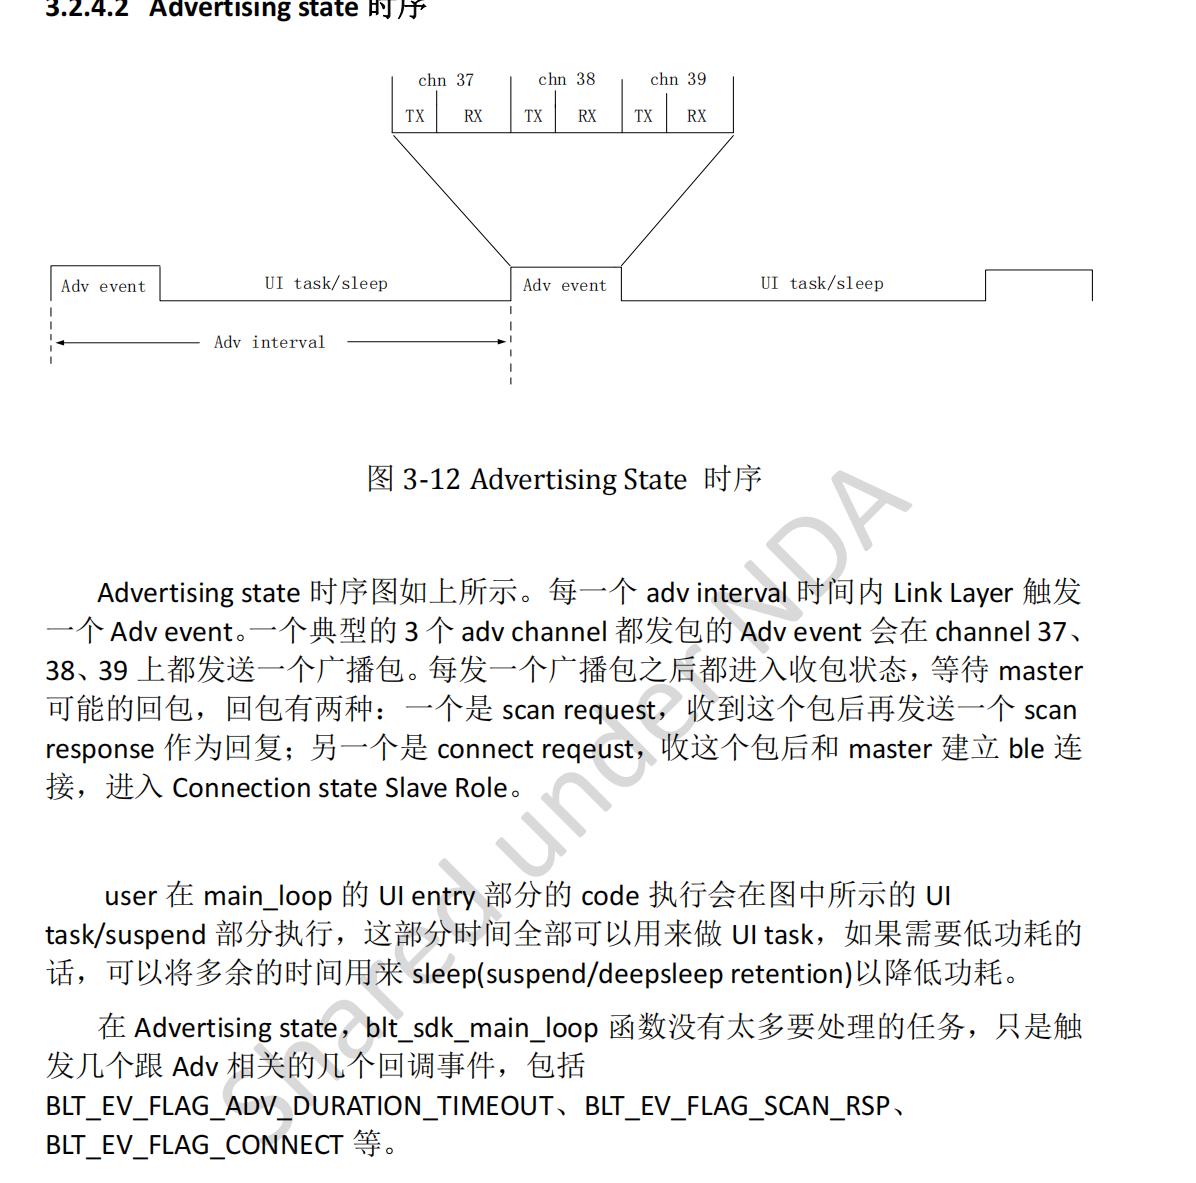 3.2.4.2 Advertising state 时序
chn 37 chn 38 chn 39
TX RX TX RX TX RX
Adv event UI task/sleep Adv event UI task/sleep
Adv interval
图 3-12 Advertising State 时序
Advertising state 时序图如上所示。每一个 adv interval 时间内 Link Layer 触发
一个 Adv event。一个典型的 3 个 adv channel 都发包的 Adv event 会在 channel 37、
38、39 上都发送一个广播包。每发一个广播包之后都进入收包状态，等待 master
可能的回包，回包有两种：一个是 scan request，收到这个包后再发送一个 scan
response 作为回复；另一个是 connect reqeust，收这个包后和 master 建立 ble 连
接，进入 Connection state Slave Role。
user 在 main_loop 的 UI entry 部分的 code 执行会在图中所示的 UI
task/suspend 部分执行，这部分时间全部可以用来做 UI task，如果需要低功耗的
话，可以将多余的时间用来 sleep(suspend/deepsleep retention)以降低功耗。
在 Advertising state，blt_sdk_main_loop 函数没有太多要处理的任务，只是触
发几个跟 Adv 相关的几个回调事件，包括
BLT_EV_FLAG_ADV_DURATION_TIMEOUT、BLT_EV_FLAG_SCAN_RSP、
BLT_EV_FLAG_CONNECT 等。
Shared under NDA